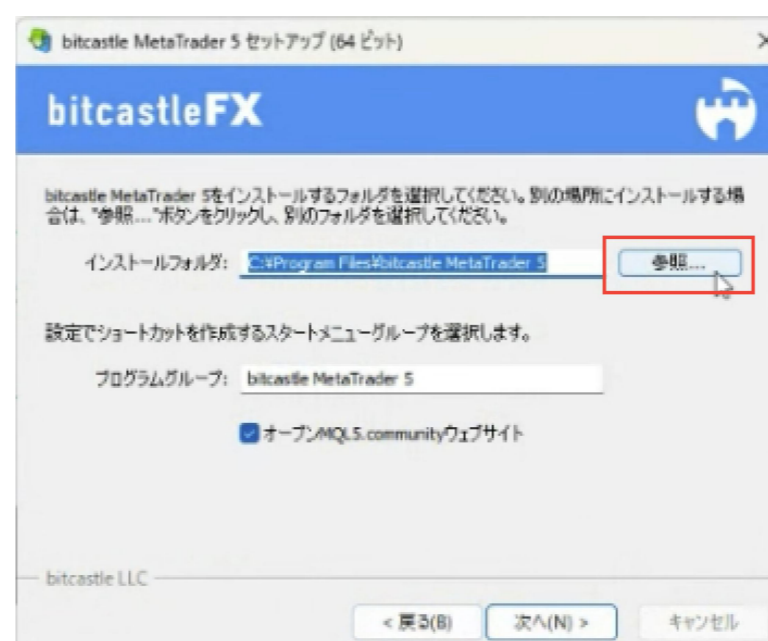 bitcastle MetaTrader 5 セットアップ (64 ビット)
bitcastleFX
bitcastle MetaTrader 5をインストールするフォルダを選択してください。別の場所にインストールする場
合は、"参照..."ボタンをクリックし、別のフォルダを選択してください。
インストールフォルダ: C:¥Program Files¥bitcastle MetaTrader 5 参照...
設定でショートカットを作成するスタートメニューグループを選択します。
プログラムグループ: bitcastle MetaTrader 5
オープンMQL5.communityウェブサイト
bitcastle LLC
< 戻る(B) 次へ(N) > キャンセル